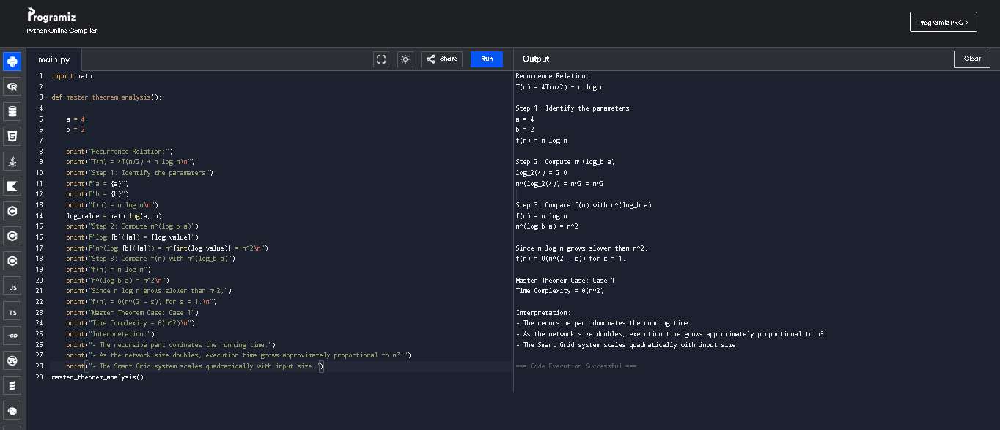 Programiz
Python Online Compiler
Programiz PRO >
main.py
Share
Run
Output
Clear
1 import math
2
3 def master_theorem_analysis():
4
5 a = 4
6 b = 2
7
8 print("Recurrence Relation:")
9 print("T(n) = 4T(n/2) + n log n\n")
10 print("Step 1: Identify the parameters")
11 print(f"a = {a}")
12 print(f"b = {b}")
13 print("f(n) = n log n\n")
14 log_value = math.log(a, b)
15 print("Step 2: Compute n^(log_b a)")
16 print(f"log_{b}({a}) = {log_value}")
17 print(f"n^(log_{b}({a})) = n^{int(log_value)} = n^2\n")
18 print("Step 3: Compare f(n) with n^(log_b a)")
19 print("f(n) = n log n")
20 print("n^(log_b a) = n^2\n")
21 print("Since n log n grows slower than n^2,")
22 print("f(n) = O(n^(2 - ε)) for ε = 1.\n")
23 print("Master Theorem Case: Case 1")
24 print("Time Complexity = θ(n^2)\n")
25 print("Interpretation:")
26 print("- The recursive part dominates the running time.")
27 print("- As the network size doubles, execution time grows approximately proportional to n².")
28 print("- The Smart Grid system scales quadratically with input size.")
29 master_theorem_analysis()
Recurrence Relation:
T(n) = 4T(n/2) + n log n
Step 1: Identify the parameters
a = 4
b = 2
f(n) = n log n
Step 2: Compute n^(log_b a)
log_2(4) = 2.0
n^(log_2(4)) = n^2 = n^2
Step 3: Compare f(n) with n^(log_b a)
f(n) = n log n
n^(log_b a) = n^2
Since n log n grows slower than n^2,
f(n) = O(n^(2 - ε)) for ε = 1.
Master Theorem Case: Case 1
Time Complexity = θ(n^2)
Interpretation:
- The recursive part dominates the running time.
- As the network size doubles, execution time grows approximately proportional to n².
- The Smart Grid system scales quadratically with input size.
=== Code Execution Successful ===
JS
TS
GO